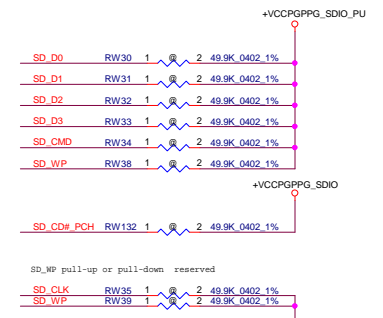 +VCCPGPPG_SDIO_PU
SD_D0 RW30 1 @ 2 49.9K_0402_1%
SD_D1 RW31 1 @ 2 49.9K_0402_1%
SD_D2 RW32 1 @ 2 49.9K_0402_1%
SD_D3 RW33 1 @ 2 49.9K_0402_1%
SD_CMD RW34 1 @ 2 49.9K_0402_1%
SD_WP RW38 1 @ 2 49.9K_0402_1%
+VCCPGPPG_SDIO
SD_CD#_PCH RW132 1 @ 2 49.9K_0402_1%
SD_WP pull-up or pull-down reserved
SD_CLK RW35 1 @ 2 49.9K_0402_1%
SD_WP RW39 1 @ 2 49.9K_0402_1%